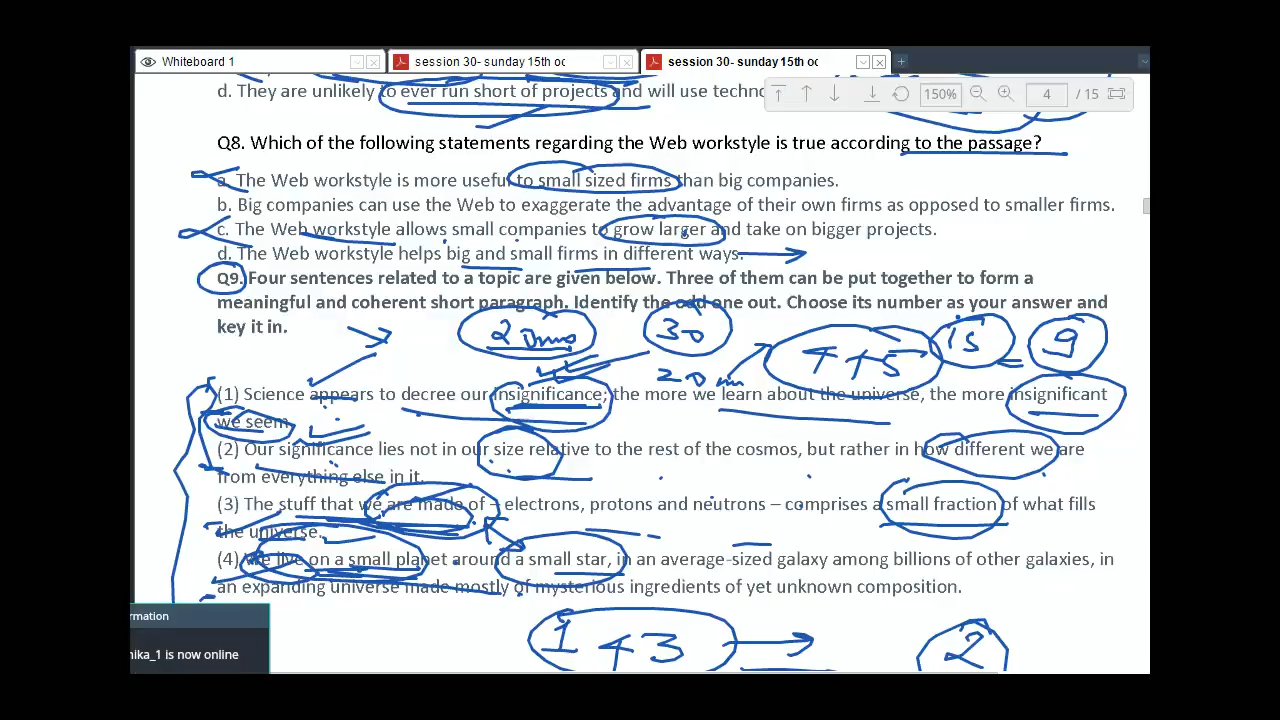 Whiteboard 1
session 30- sunday 15th oc
session 30- sunday 15th oc
d. They are unlikely to ever run short of projects and will use techno
150%
4
/ 15
Q8. Which of the following statements regarding the Web workstyle is true according to the passage?
a. The Web workstyle is more useful to small sized firms than big companies.
b. Big companies can use the Web to exaggerate the advantage of their own firms as opposed to smaller firms.
c. The Web workstyle allows small companies to grow larger and take on bigger projects.
d. The Web workstyle helps big and small firms in different ways.
Q9. Four sentences related to a topic are given below. Three of them can be put together to form a
meaningful and coherent short paragraph. Identify the odd one out. Choose its number as your answer and
key it in.
30
4+5
15
9
20 m
(1) Science appears to decree our insignificance; the more we learn about the universe, the more insignificant
we seem.
(2) Our significance lies not in our size relative to the rest of the cosmos, but rather in how different we are
from everything else in it.
(3) The stuff that we are made of – electrons, protons and neutrons – comprises a small fraction of what fills
the universe.
(4) We live on a small planet around a small star, in an average-sized galaxy among billions of other galaxies, in
an expanding universe made mostly of mysterious ingredients of yet unknown composition.
rmation
nika_1 is now online
1 4 3
2